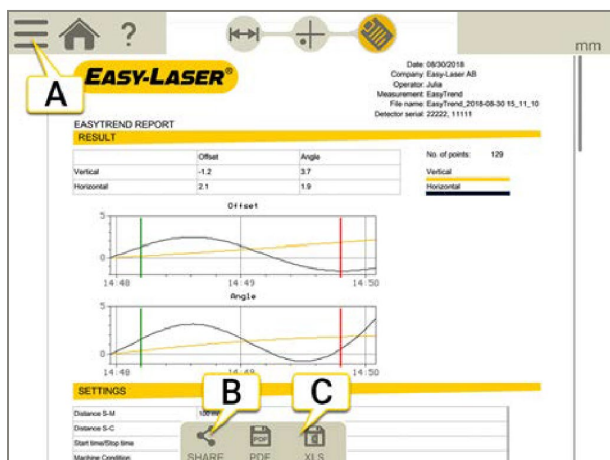 ?
mm
A
EASY-LASER®
Date: 08/30/2018
Company: Easy-Laser AB
Operator: Julia
Measurement: EasyTrend
File name: EasyTrend_2018-08-30 15_11_10
Detector serial: 22222, 11111
EASYTREND REPORT
RESULT
Offset Angle
Vertical -1.2 3.7
Horizontal 2.1 1.9
No. of points: 129
Vertical
Horizontal
Offset
5
0
14:48 14:49 14:50
Angle
5
0
14:48 14:49 14:50
SETTINGS
B C
Distance S-M 100
Distance S-C
Start time/Stop time
Machine Condition
PDF
SHARE PDF XLS